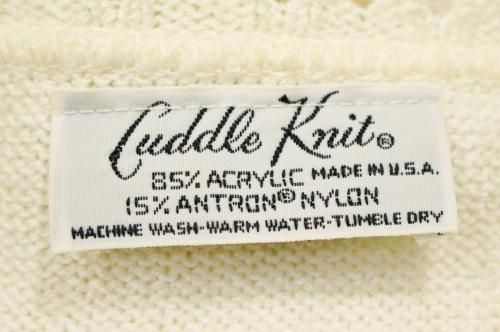 Cuddle Knit®
85% ACRYLIC MADE IN U.S.A.
15% ANTRON® NYLON
MACHINE WASH-WARM WATER-TUMBLE DRY